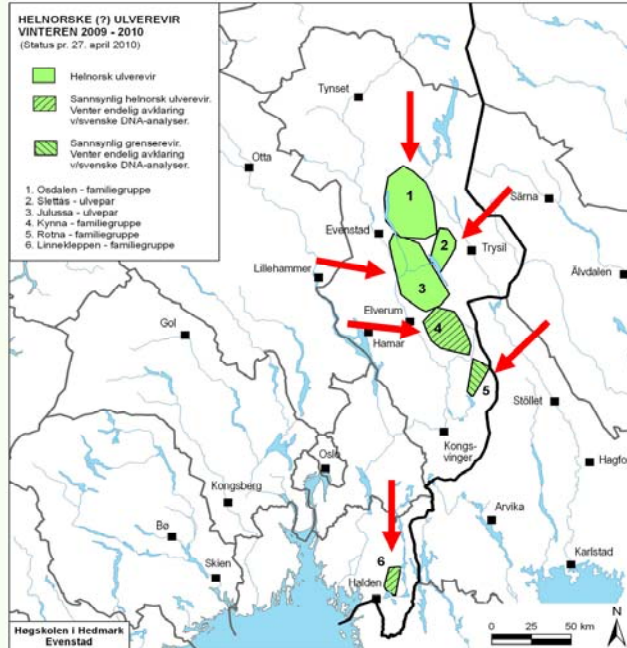 HELNORSKE (?) ULVEREVIR
VINTEREN 2009 - 2010
(Status pr. 27. april 2010)
Helnorsk ulverevir
Sannsynlig helnorsk ulverevir.
Venter endelig avklaring
v/svenske DNA-analyser.
Sannsynlig grenserevir.
Venter endelig avklaring
v/svenske DNA-analyser.
1. Osdalen - familiegruppe
2. Slettås - ulvepar
3. Julussa - ulvepar
4. Kynna - familiegruppe
5. Rotna - familiegruppe
6. Linnekleppen - familiegruppe
Tynset
Otta
1
Särna
Evenstad
2
Trysil
Lillehammer
Älvdalen
3
Elverum
4
Gol
Hamar
5
Stöllet
Kongs-
vinger
Oslo
Hagfo
Kongsberg
Arvika
Bø
6
Karlstad
Skien
Halden
Høgskolen i Hedmark
Evenstad
0 25 50 km
N